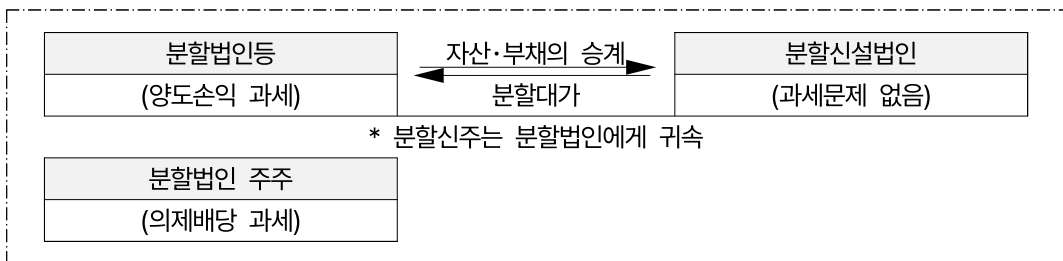 분할법인등
자산·부채의 승계
분할신설법인
(양도손익 과세)
분할대가
(과세문제 없음)
* 분할신주는 분할법인에게 귀속
분할법인 주주
(의제배당 과세)